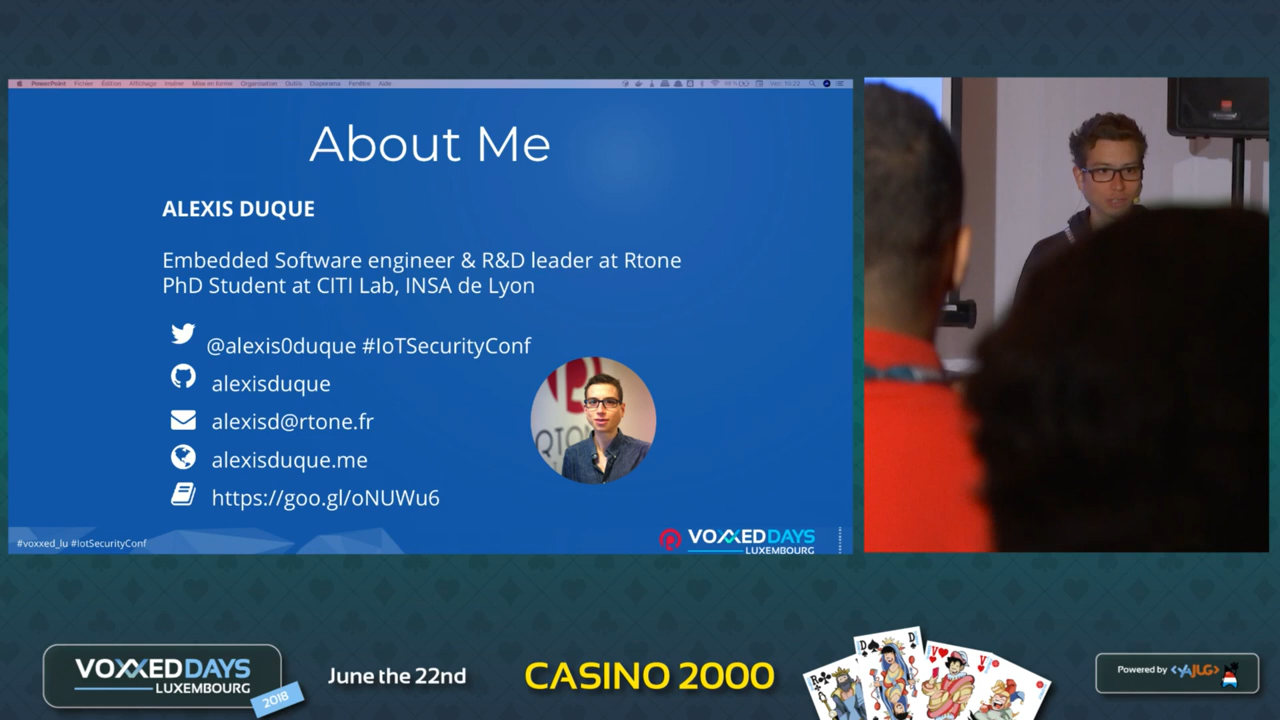 PowerPoint Fichier Édition Affichage Insérer Mise en forme Organisation Outils Diaporama Fenêtre Aide
About Me
ALEXIS DUQUE
Embedded Software engineer & R&D leader at Rtone
PhD Student at CITI Lab, INSA de Lyon
@alexis0duque #IoTSecurityConf
alexisduque
alexisd@rtone.fr
alexisduque.me
https://goo.gl/oNUWu6
#voxxed_lu #IotSecurityConf
VOXXED DAYS
LUXEMBOURG
VOXXED DAYS
LUXEMBOURG
2018
June the 22nd
CASINO 2000
R
D
D
V
V
Powered by <YAJUG>